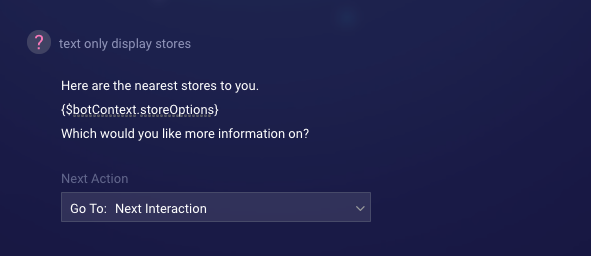 ?
text only display stores
Here are the nearest stores to you.
{$botContext.storeOptions}
Which would you like more information on?
Next Action
Go To: Next Interaction